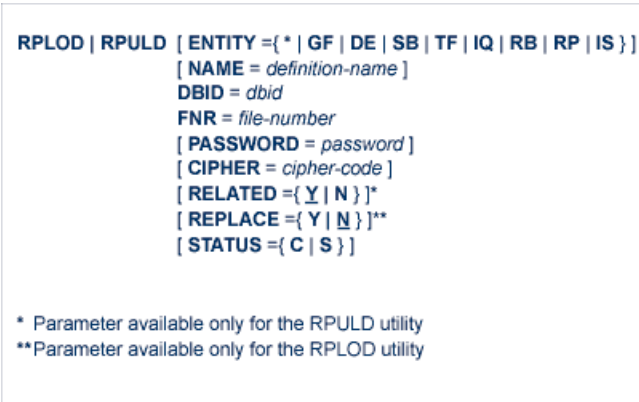 RPLOD | RPULD [ ENTITY ={ * | GF | DE | SB | TF | IQ | RB | RP | IS } ]
[ NAME = definition-name ]
DBID = dbid
FNR = file-number
[ PASSWORD = password ]
[ CIPHER = cipher-code ]
[ RELATED ={ Y | N } ]*
[ REPLACE ={ Y | N } ]**
[ STATUS ={ C | S } ]
* Parameter available only for the RPULD utility
**Parameter available only for the RPLOD utility